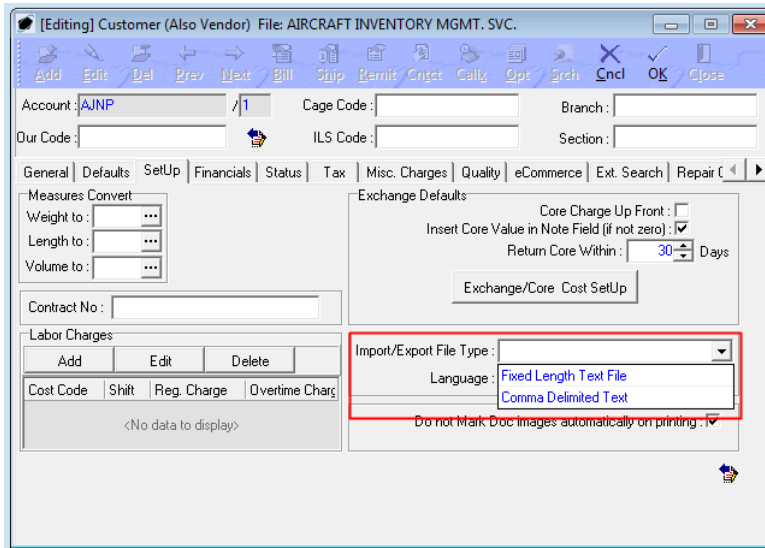 [Editing] Customer (Also Vendor) File: AIRCRAFT INVENTORY MGMT. SVC.
Add Edit Del Prev Next Bill Ship Remit Cntct Calls Opt Srch Cncl OK Close
Account : AJNP / 1 Cage Code : Branch :
Our Code : ILS Code : Section :
General Defaults SetUp Financials Status Tax Misc. Charges Quality eCommerce Ext. Search Repair
Measures Convert
Weight to : ...
Length to : ...
Volume to : ...
Contract No :
Labor Charges
Add Edit Delete
Cost Code Shift Reg. Charge Overtime Charg
<No data to display>
Exchange Defaults
Core Charge Up Front :
Insert Core Value in Note Field (if not zero) :
Return Core Within : 30 Days
Exchange/Core Cost SetUp
Import/Export File Type :
Language :
Fixed Length Text File
Comma Delimited Text
Do not Mark Doc images automatically on printing :